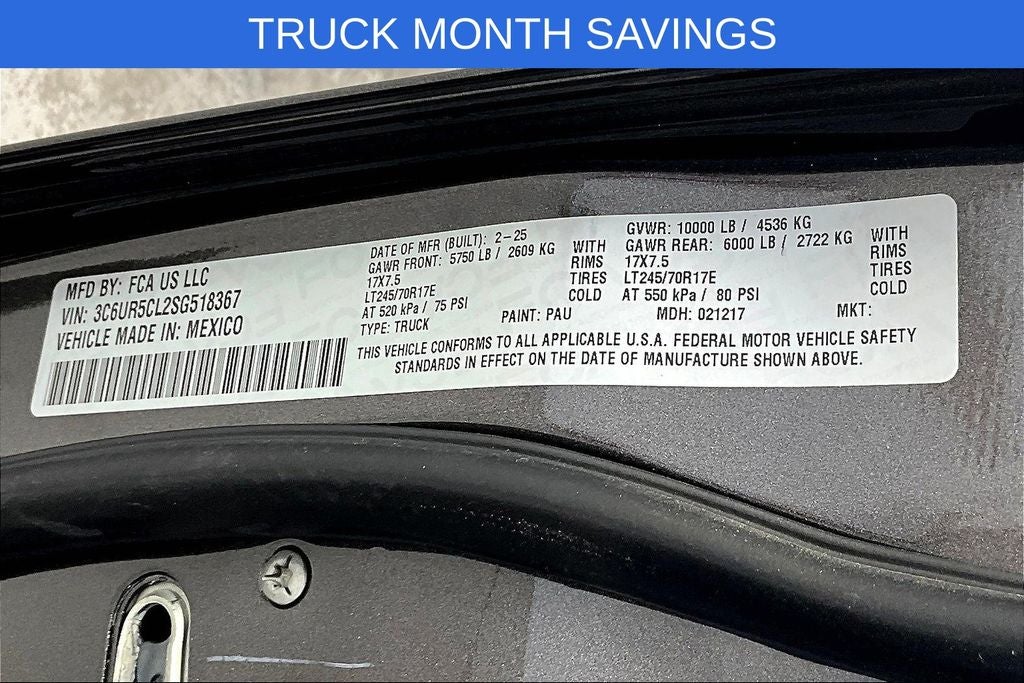 TRUCK MONTH SAVINGS
MFD BY: FCA US LLC
VIN: 3C6UR5CL2SG518367
VEHICLE MADE IN: MEXICO
DATE OF MFR (BUILT): 2-25
GAWR FRONT: 5750 LB / 2609 KG
17X7.5
LT245/70R17E
AT 520 kPa / 75 PSI
WITH
RIMS
TIRES
COLD
GVWR: 10000 LB / 4536 KG
GAWR REAR: 6000 LB / 2722 KG
17X7.5
LT245/70R17E
AT 550 kPa / 80 PSI
WITH
RIMS
TIRES
COLD
TYPE: TRUCK PAINT: PAU MDH: 021217 MKT:
THIS VEHICLE CONFORMS TO ALL APPLICABLE U.S.A. FEDERAL MOTOR VEHICLE SAFETY
STANDARDS IN EFFECT ON THE DATE OF MANUFACTURE SHOWN ABOVE.